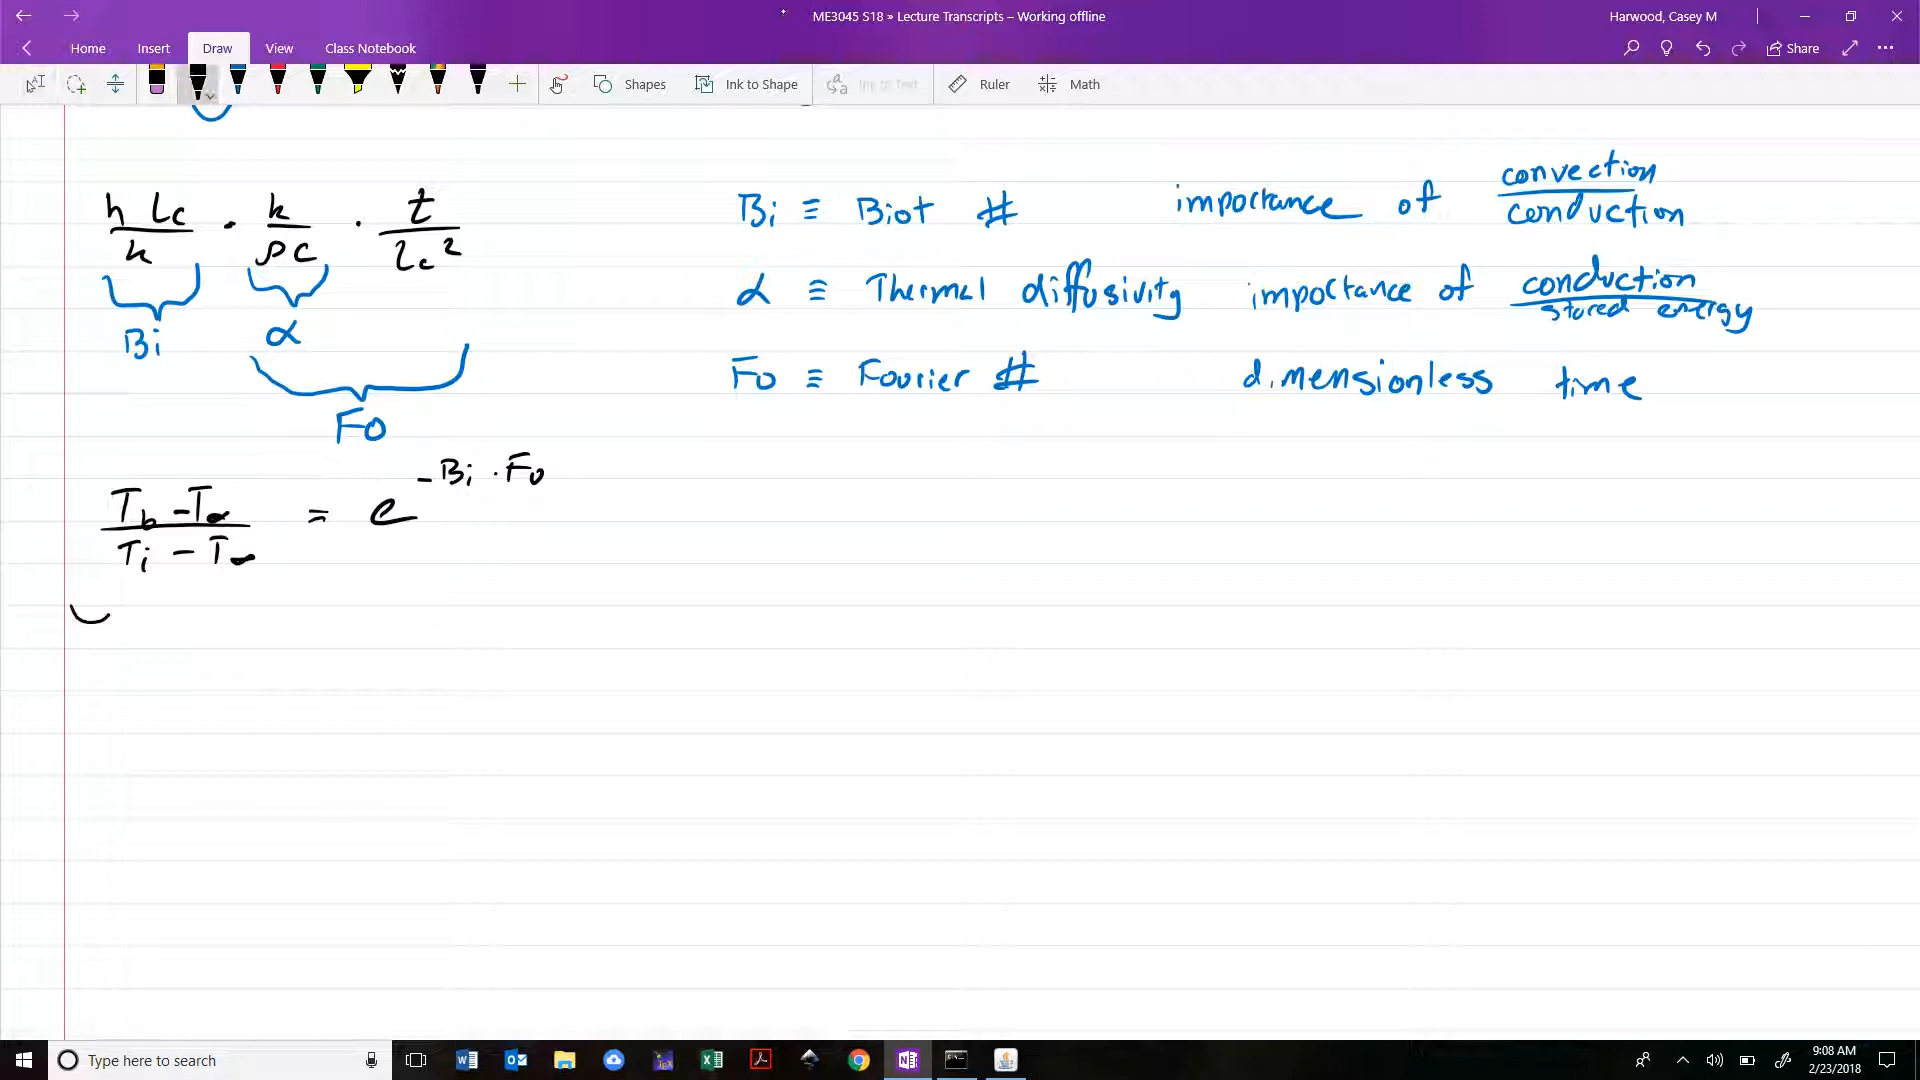 ME3045 S18 » Lecture Transcripts – Working offline
Harwood, Casey M
Home Insert Draw View Class Notebook
Share
Shapes Ink to Shape Ink to Text Ruler Math
h Lc / k · k / ρc · t / Lc²
Bi α
Fo
Bi ≡ Biot # importance of convection / conduction
α ≡ Thermal diffusivity importance of conduction / stored energy
Fo ≡ Fourier # dimensionless time
Tb - T∞ / Ti - T∞ = e^-Bi · Fo
Type here to search
9:08 AM
2/23/2018